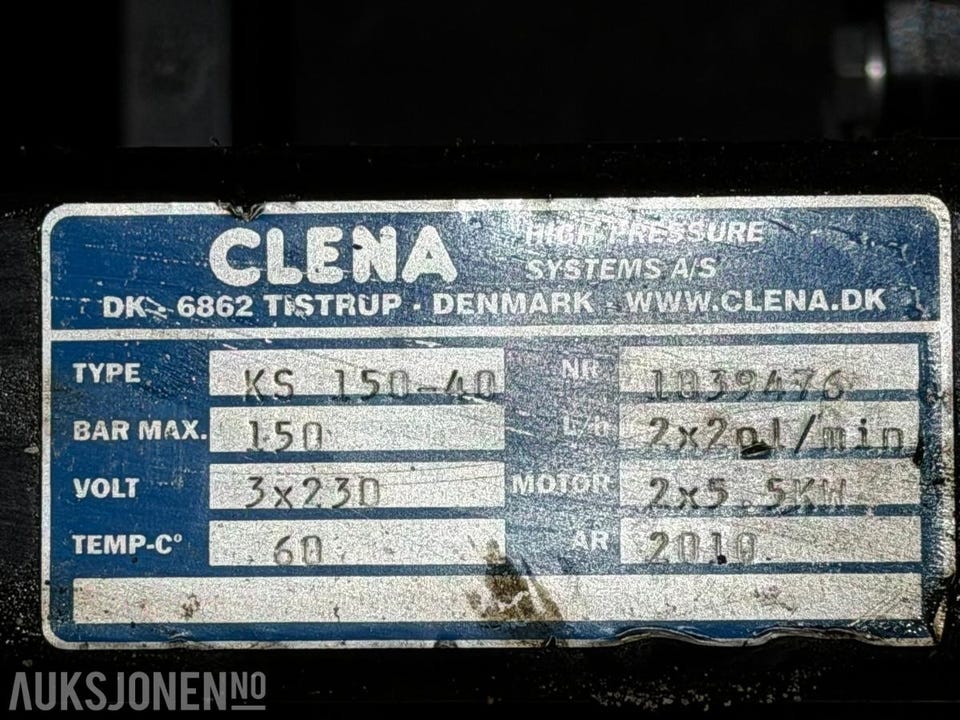 CLENA HIGH PRESSURE
SYSTEMS A/S
DK - 6862 TISTRUP - DENMARK - WWW.CLENA.DK
TYPE KS 150-40 NR 1039476
BAR MAX. 150 L/h 2x20l/min
VOLT 3x230 MOTOR 2x5.5KW
TEMP-C° 60 AR 2010
AUKSJONEN NO